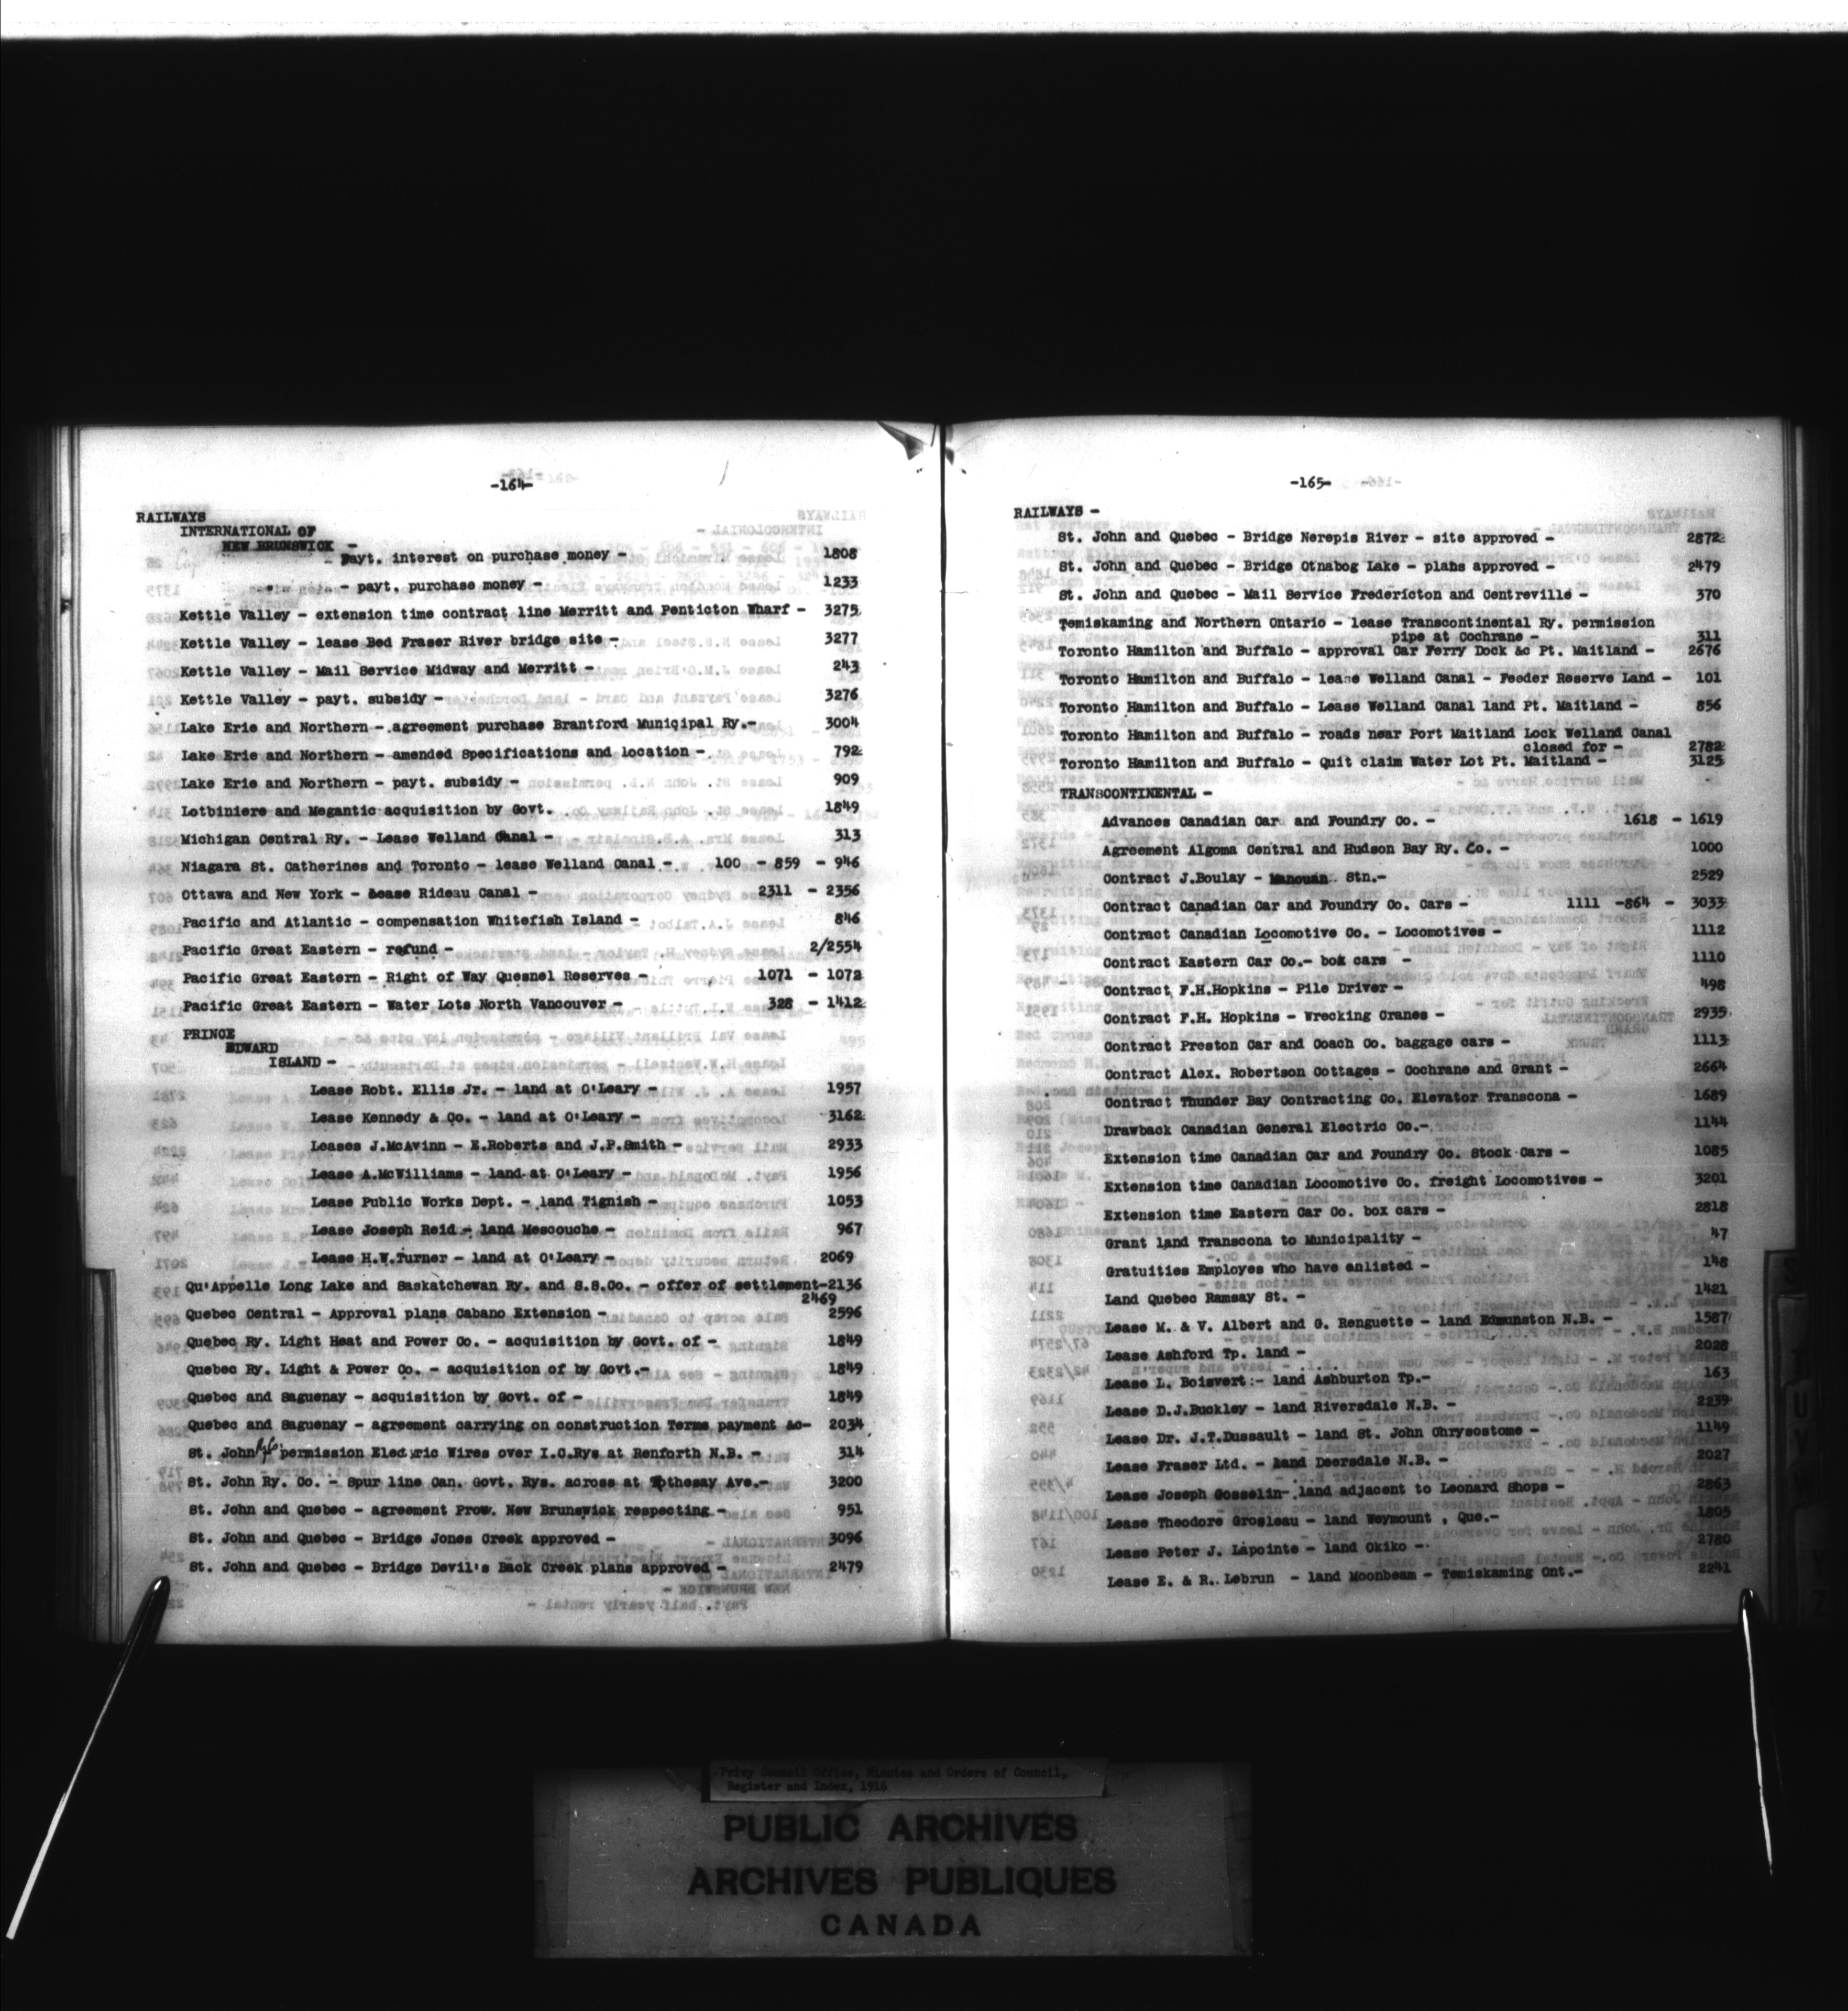 -164-
RAILWAYS
INTERNATIONAL OF
NEW BRUNSWICK -
- Payt. interest on purchase money - 1808
- payt. purchase money - 1233
Kettle Valley - extension time contract line Merritt and Penticton Wharf - 3275
Kettle Valley - lease Bed Fraser River bridge site - 3277
Kettle Valley - Mail Service Midway and Merritt - 243
Kettle Valley - payt. subsidy - 3276
Lake Erie and Northern - agreement purchase Brantford Municipal Ry.- 3004
Lake Erie and Northern - amended Specifications and location - 792
Lake Erie and Northern - payt. subsidy - 909
Lotbiniere and Megantic acquisition by Govt. 1849
Michigan Central Ry. - Lease Welland Canal - 313
Niagara St. Catherines and Toronto - lease Welland Canal - 100 - 859 - 946
Ottawa and New York - Lease Rideau Canal - 2311 - 2356
Pacific and Atlantic - compensation Whitefish Island - 846
Pacific Great Eastern - refund - 2/2554
Pacific Great Eastern - Right of Way Quesnel Reserves - 1071 - 1072
Pacific Great Eastern - Water Lots North Vancouver - 328 - 1412
PRINCE
EDWARD
ISLAND -
Lease Robt. Ellis Jr. - land at O'Leary - 1957
Lease Kennedy & Co. - land at O'Leary - 3162
Leases J.McAvinn - E.Roberts and J.P.Smith - 2933
Lease A.McWilliams - land at O'Leary - 1956
Lease Public Works Dept. - land Tignish - 1053
Lease Joseph Reid - land Mescouche - 967
Lease H.W.Turner - land at O'Leary - 2069
Qu'Appelle Long Lake and Saskatchewan Ry. and S.S.Co. - offer of settlement-2136
2469
Quebec Central - Approval plans Cabano Extension - 2596
Quebec Ry. Light Heat and Power Co. - acquisition by Govt. of - 1849
Quebec Ry. Light & Power Co. - acquisition of by Govt.- 1849
Quebec and Saguenay - acquisition by Govt. of - 1849
Quebec and Saguenay - agreement carrying on construction Terms payment &c- 2034
St. John Ry Co. permission Electric Wires over I.C.Rys at Renforth N.B. - 314
St. John Ry. Co. - Spur line Can. Govt. Rys. across at Rothesay Ave.- 3200
St. John and Quebec - agreement Prov. New Brunswick respecting - 951
St. John and Quebec - Bridge Jones Creek approved - 3096
St. John and Quebec - Bridge Devil's Back Creek plans approved - 2479
-165-
RAILWAYS -
St. John and Quebec - Bridge Nerepis River - site approved - 2872
St. John and Quebec - Bridge Otnabog Lake - plans approved - 2479
St. John and Quebec - Mail Service Fredericton and Centreville - 370
Temiskaming and Northern Ontario - lease Transcontinental Ry. permission
pipe at Cochrane - 311
Toronto Hamilton and Buffalo - approval Car Ferry Dock &c Pt. Maitland - 2676
Toronto Hamilton and Buffalo - lease Welland Canal - Feeder Reserve Land - 101
Toronto Hamilton and Buffalo - Lease Welland Canal land Pt. Maitland - 856
Toronto Hamilton and Buffalo - roads near Port Maitland Lock Welland Canal
closed for - 2782
Toronto Hamilton and Buffalo - Quit claim Water Lot Pt. Maitland - 3125
TRANSCONTINENTAL -
Advances Canadian Car and Foundry Co. - 1618 - 1619
Agreement Algoma Central and Hudson Bay Ry. Co. - 1000
Contract J.Boulay - Manouan Stn.- 2529
Contract Canadian Car and Foundry Co. Cars - 1111 -864 - 3033
Contract Canadian Locomotive Co. - Locomotives - 1112
Contract Eastern Car Co.- box cars - 1110
Contract F.H.Hopkins - Pile Driver - 498
Contract F.H. Hopkins - Wrecking Cranes - 2935
Contract Preston Car and Coach Co. baggage cars - 1113
Contract Alex. Robertson Cottages - Cochrane and Grant - 2664
Contract Thunder Bay Contracting Co. Elevator Transcona - 1689
Drawback Canadian General Electric Co.- 1144
Extension time Canadian Car and Foundry Co. Stock Cars - 1085
Extension time Canadian Locomotive Co. freight Locomotives - 3201
Extension time Eastern Car Co. box cars - 2818
Grant land Transcona to Municipality - 47
Gratuities Employes who have enlisted - 148
Land Quebec Ramsay St. - 1421
Lease M. & V. Albert and G. Renguette - land Edmunston N.B. - 1587
Lease Ashford Tp. land - 2028
Lease L. Boisvert - land Ashburton Tp.- 163
Lease D.J.Buckley - land Riversdale N.B. - 2239
Lease Dr. J.T.Dussault - land St. John Chrysostome - 1149
Lease Fraser Ltd. - land Deersdale N.B. - 2027
Lease Joseph Gosselin- land adjacent to Leonard Shops - 2863
Lease Theodore Grosleau - land Weymount , Que.- 1805
Lease Peter J. Lapointe - land Okiko - 2780
Lease E. & R. Lebrun - land Moonbeam - Temiskaming Ont.- 2241
Privy Council Office, Minutes and Orders of Council,
Register and Index, 1916
PUBLIC ARCHIVES
ARCHIVES PUBLIQUES
CANADA